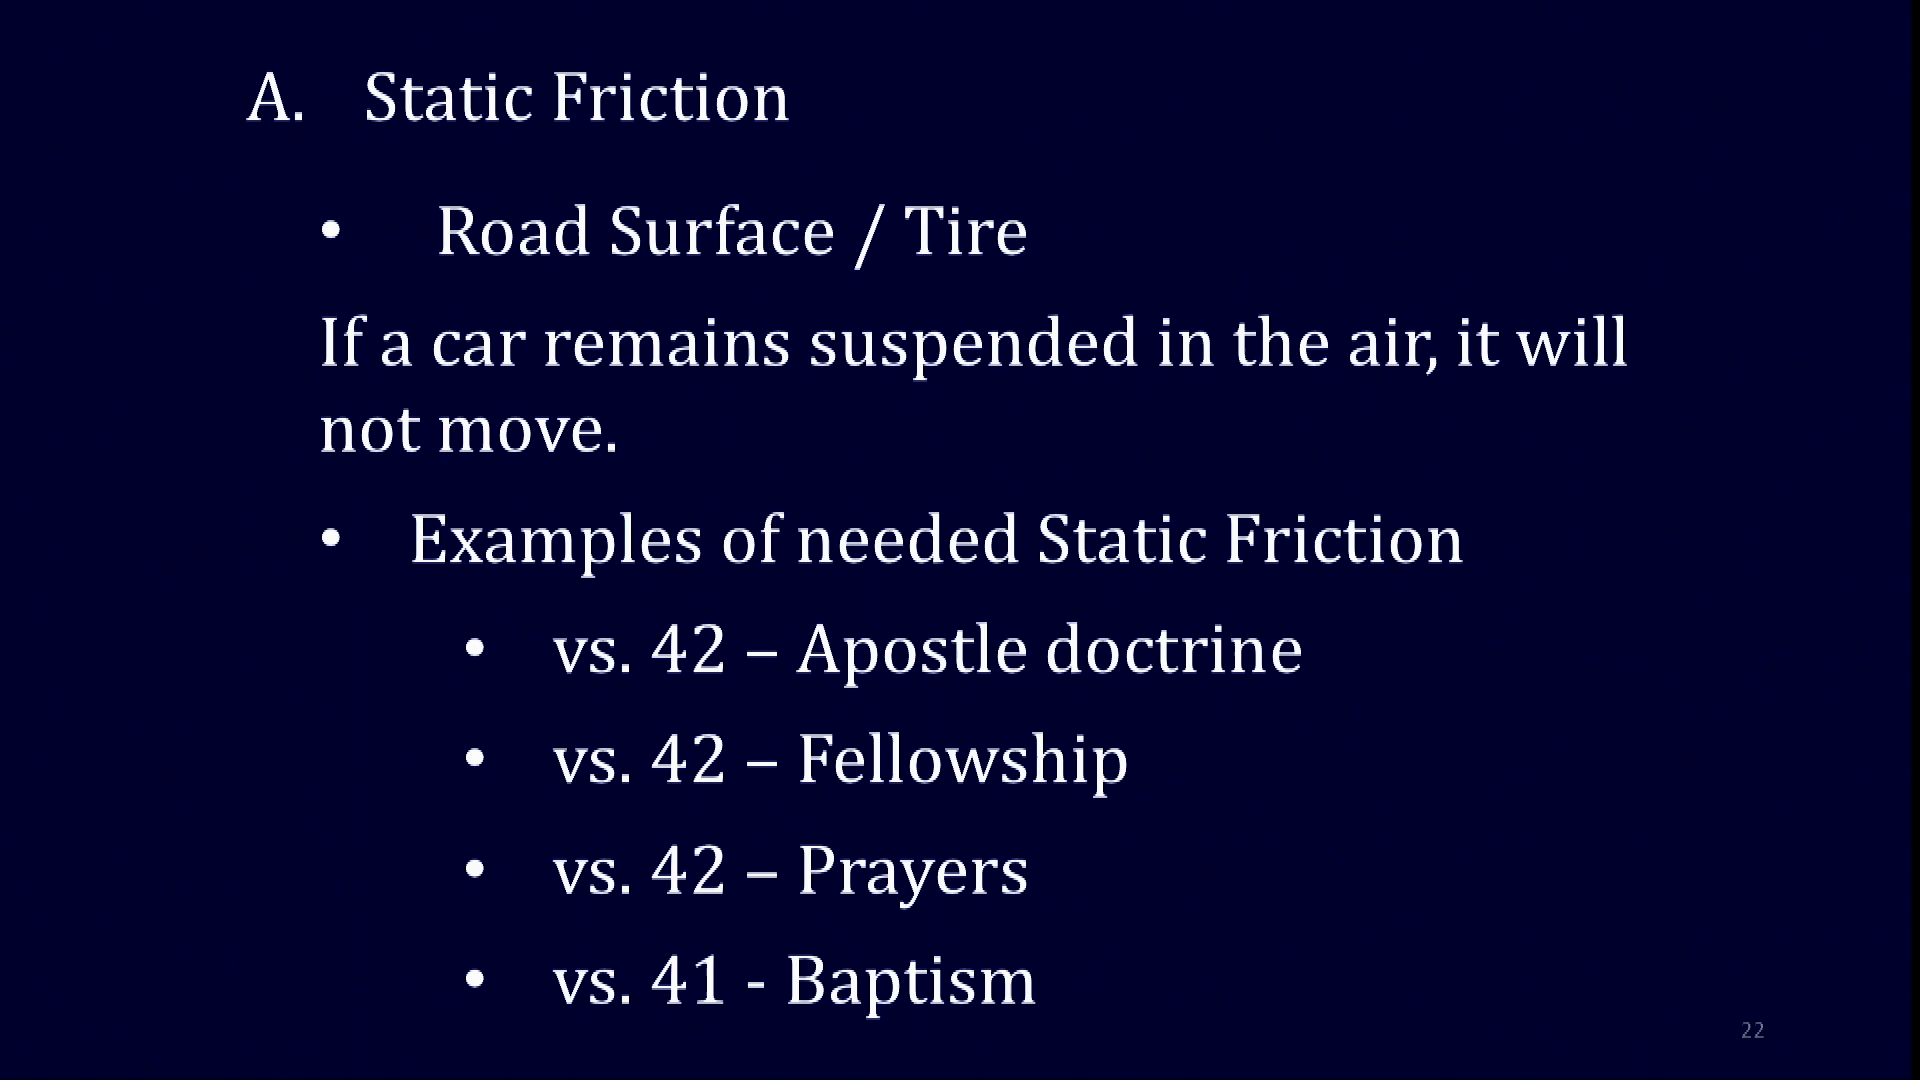 A. Static Friction
• Road Surface / Tire
If a car remains suspended in the air, it will
not move.
• Examples of needed Static Friction
• vs. 42 – Apostle doctrine
• vs. 42 – Fellowship
• vs. 42 – Prayers
• vs. 41 - Baptism
22